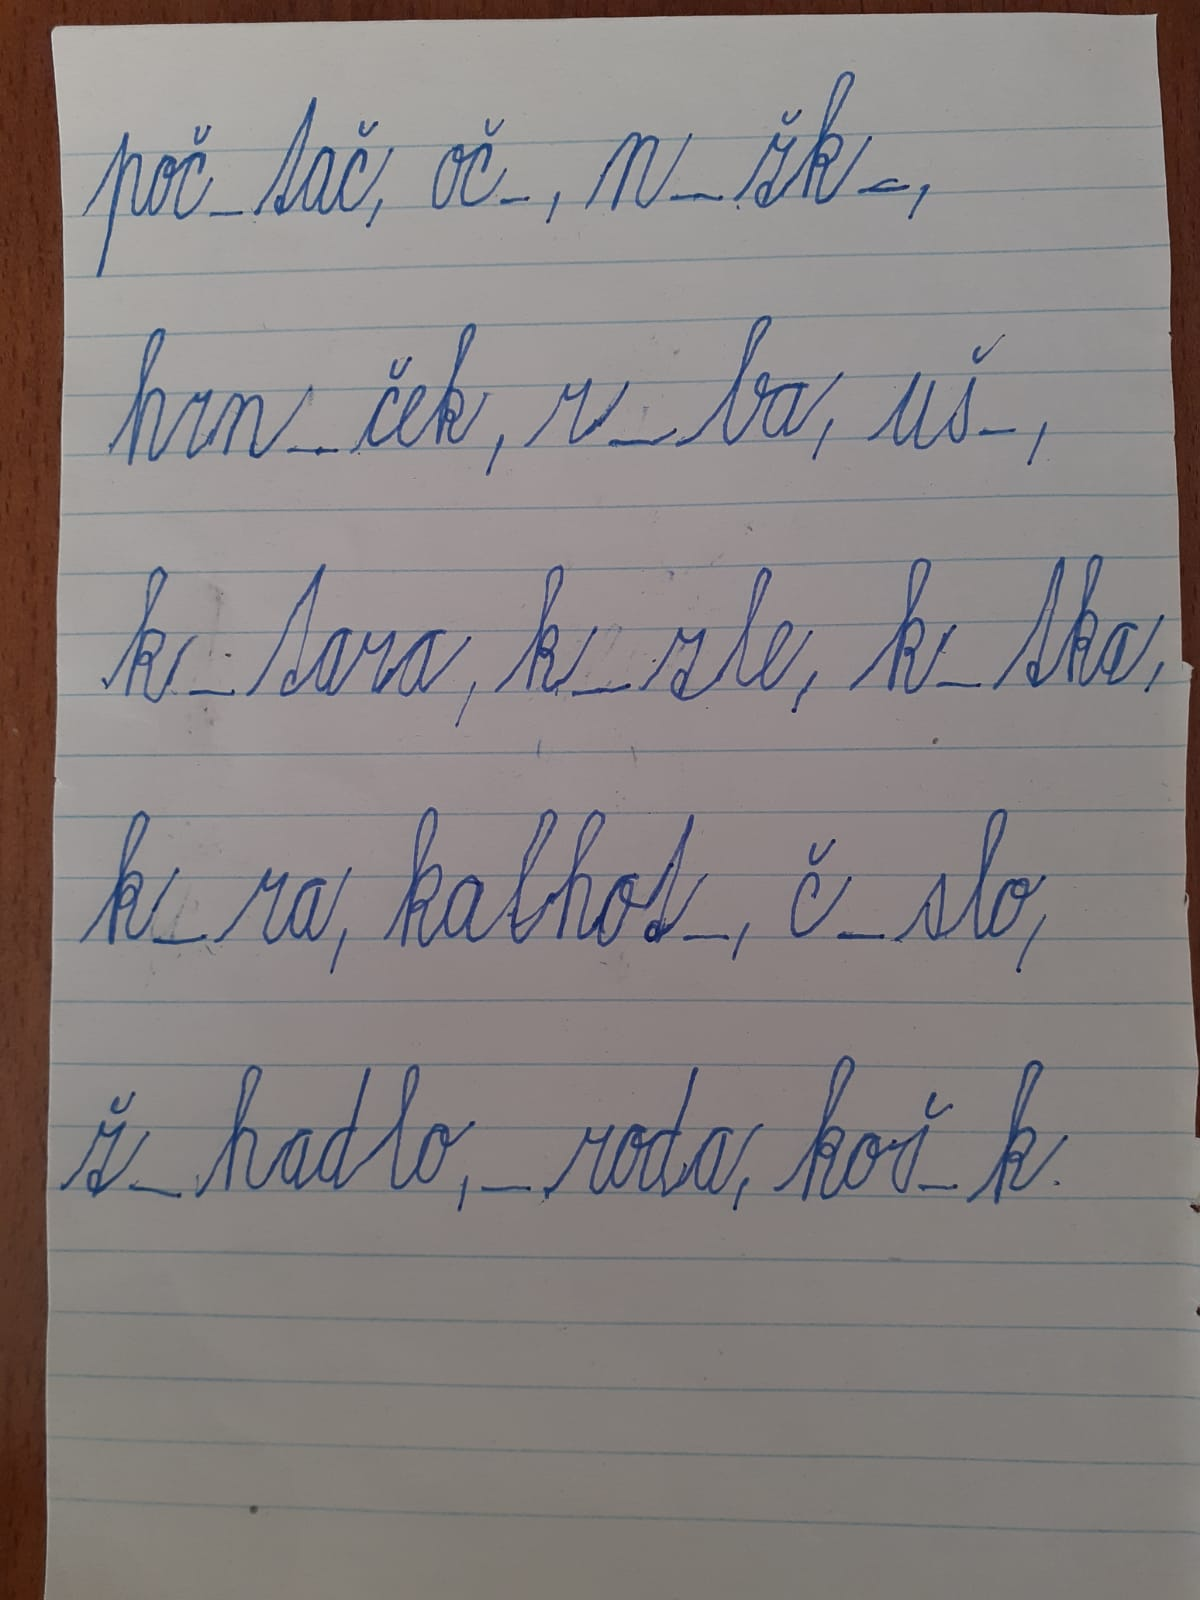 poč_tač, oč_, n_žk_,
hrn_ček, r_ba, uš_,
k_tara, k_zle, k_tka,
k_ra, kalhot_, č_slo,
ž_hadlo, _roda, koš_k.